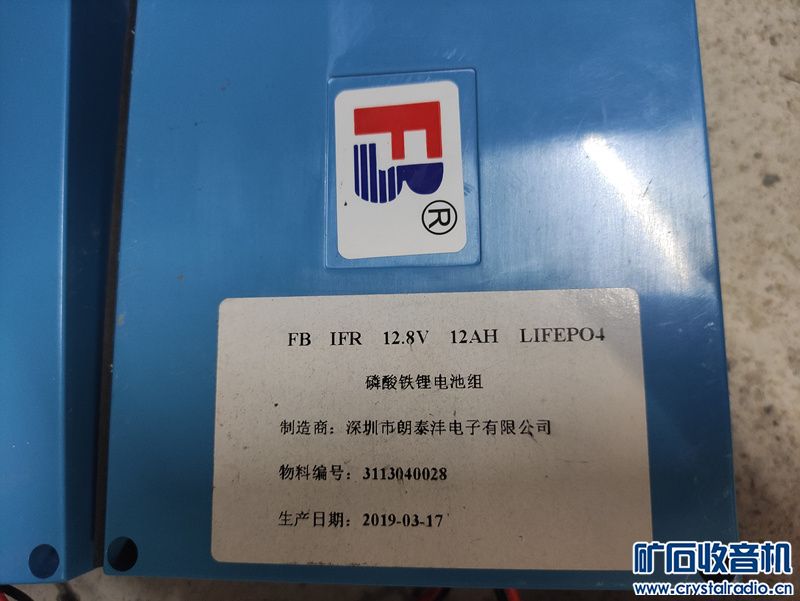 FB
®
FB IFR 12.8V 12AH LIFEPO4
磷酸铁锂电池组
制造商：深圳市朗泰沣电子有限公司
物料编号：3113040028
生产日期：2019-03-17
矿石收音机
www.crystalradio.cn